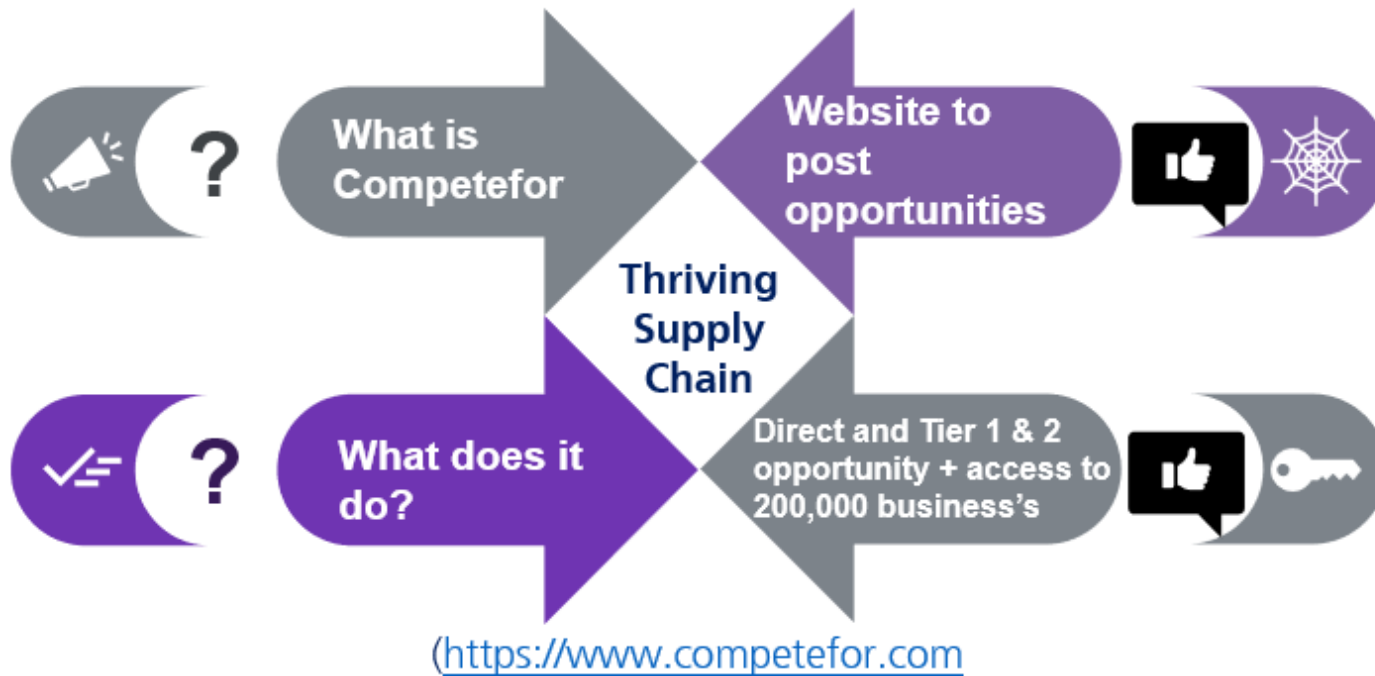 ?
What is
Competefor
Website to
post
opportunities
Thriving
Supply
Chain
?
What does it
do?
Direct and Tier 1 & 2
opportunity + access to
200,000 business's
(https://www.competefor.com